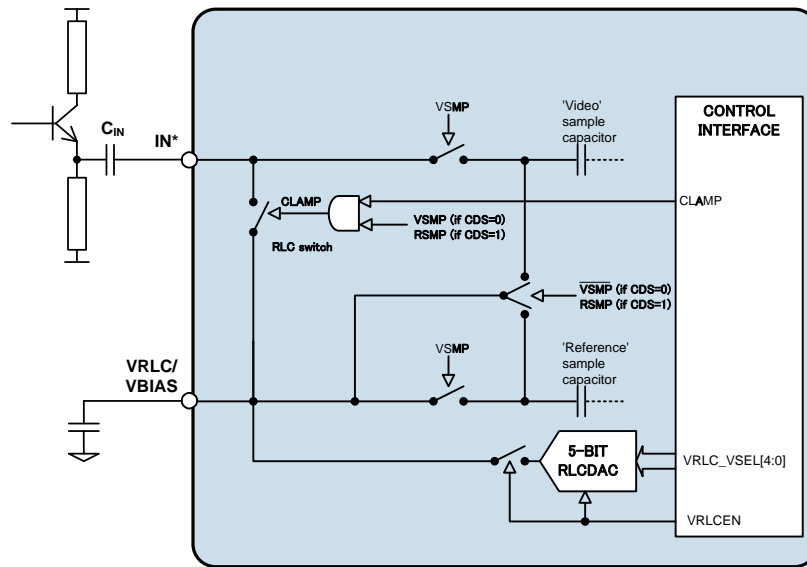 VSMP
'Video'
sample
capacitor
CONTROL
INTERFACE
CIN
IN*
CLAMP
CLAMP
VSMP (if CDS=0)
RSMP (if CDS=1)
RLC switch
VSMP (if CDS=0)
RSMP (if CDS=1)
VRLC/
VBIAS
VSMP
'Reference'
sample
capacitor
5-BIT
RLCDAC
VRLC_VSEL[4:0]
VRLCEN